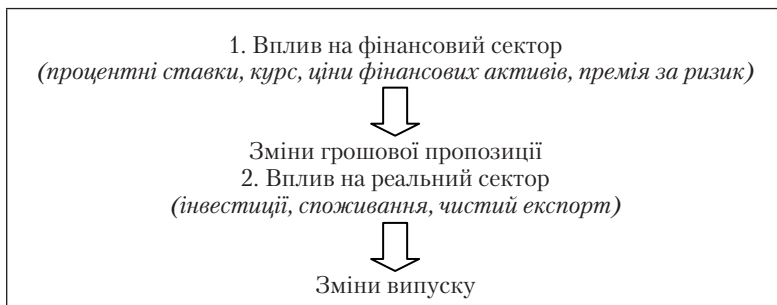 1. Вплив на фінансовий сектор
(процентні ставки, курс, ціни фінансових активів, премія за ризик)
Зміни грошової пропозиції
2. Вплив на реальний сектор
(інвестиції, споживання, чистий експорт)
Зміни випуску